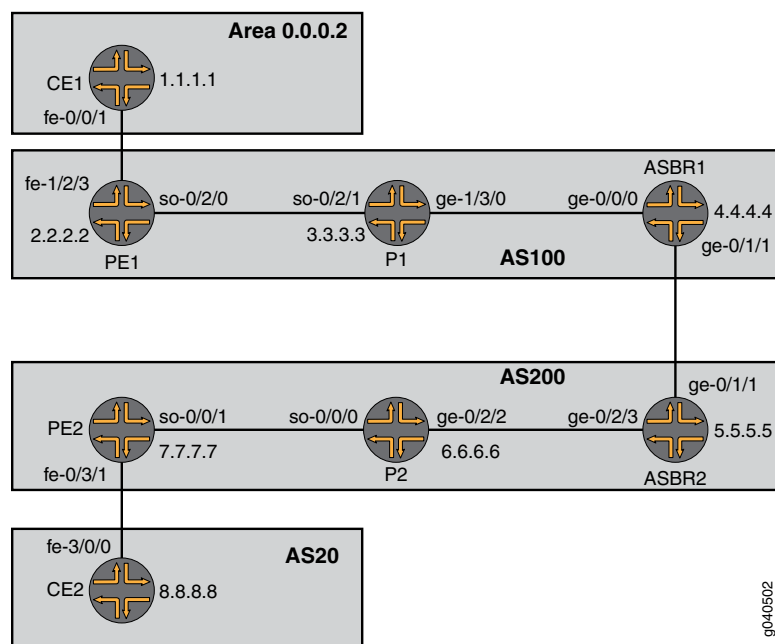 Area 0.0.0.2
CE1
1.1.1.1
fe-0/0/1
ASBR1
fe-1/2/3
so-0/2/0
so-0/2/1
ge-1/3/0
ge-0/0/0
4.4.4.4
2.2.2.2
3.3.3.3
ge-0/1/1
PE1
P1
AS100
AS200
ge-0/1/1
PE2
so-0/0/1
so-0/0/0
ge-0/2/2
ge-0/2/3
5.5.5.5
7.7.7.7
6.6.6.6
fe-0/3/1
P2
ASBR2
fe-3/0/0
AS20
CE2
8.8.8.8
g040502